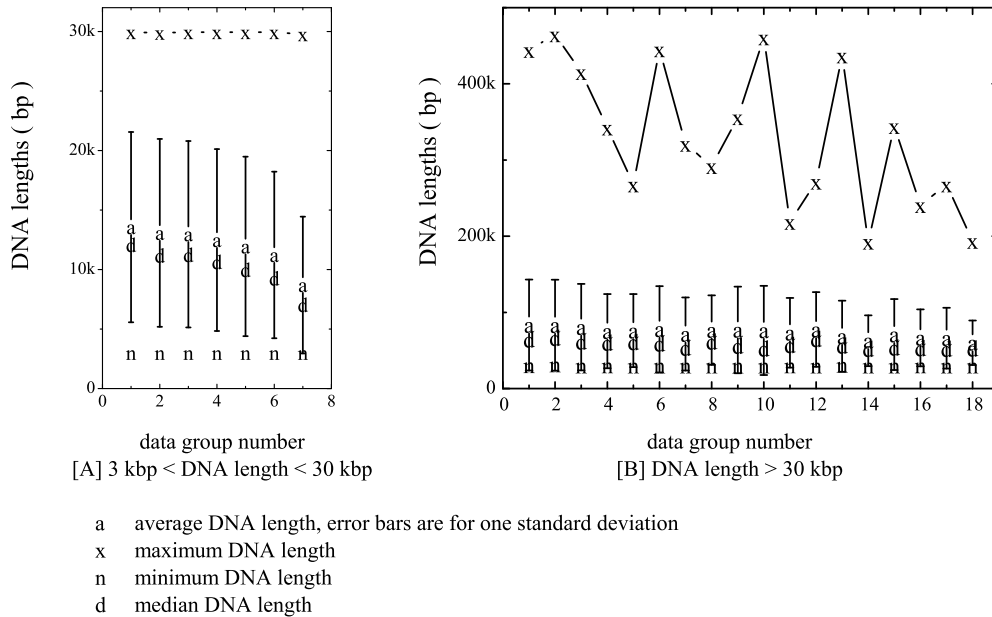 30k
20k
10k
0
DNA lengths ( bp )
x x x x x x x
a a a a a a a
d d d d d d d
n n n n n n n
0 2 4 6 8
data group number
[A] 3 kbp < DNA length < 30 kbp
400k
200k
0
DNA lengths ( bp )
x x x x x x x x x x x x x x x x x x
a a a a a a a a a a a a a a a a a a
d d d d d d d d d d d d d d d d d d
n n n n n n n n n n n n n n n n n n
0 2 4 6 8 10 12 14 16 18
data group number
[B] DNA length > 30 kbp
a average DNA length, error bars are for one standard deviation
x maximum DNA length
n minimum DNA length
d median DNA length